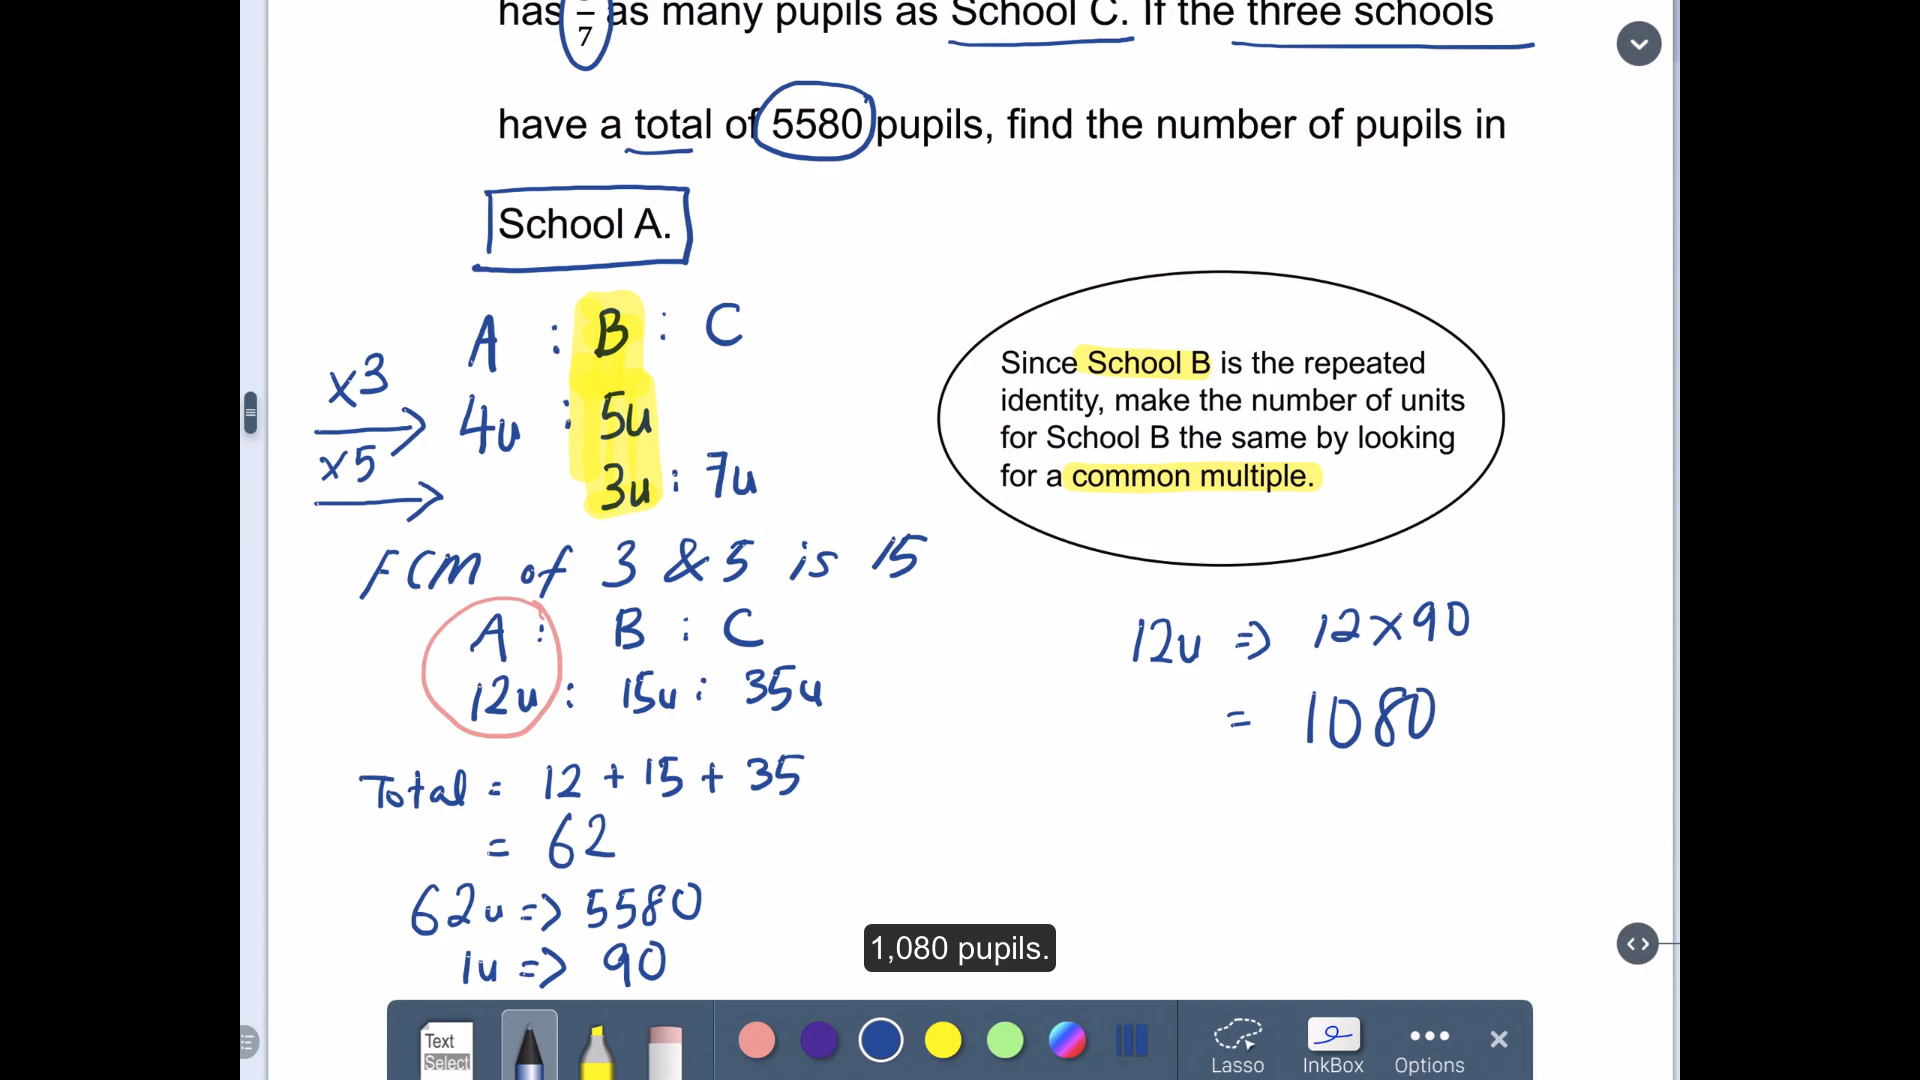 has /7 as many pupils as School C. If the three schools
have a total of 5580 pupils, find the number of pupils in
School A.
A : B : C
x3
4u : 5u
x5
3u : 7u
Since School B is the repeated
identity, make the number of units
for School B the same by looking
for a common multiple.
FCM of 3 & 5 is 15
A : B : C
12u : 15u : 35u
12u => 12x90
= 1080
Total = 12 + 15 + 35
= 62
62u => 5580
1u => 90
1,080 pupils.
Text
Select
Lasso
InkBox
Options